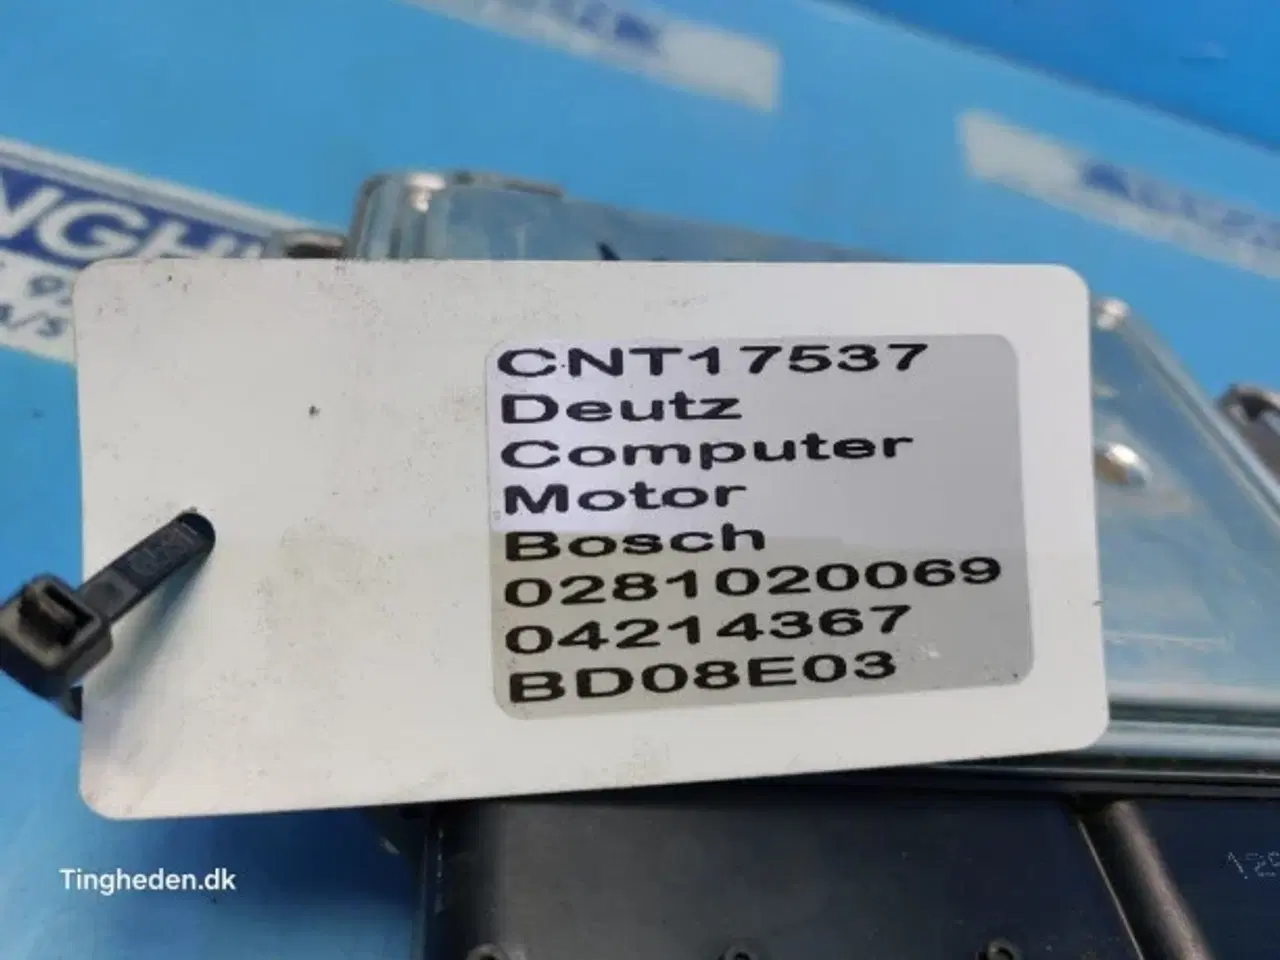 CNT17537
Deutz
Computer
Motor
Bosch
0281020069
04214367
BD08E03
Tingheden.dk